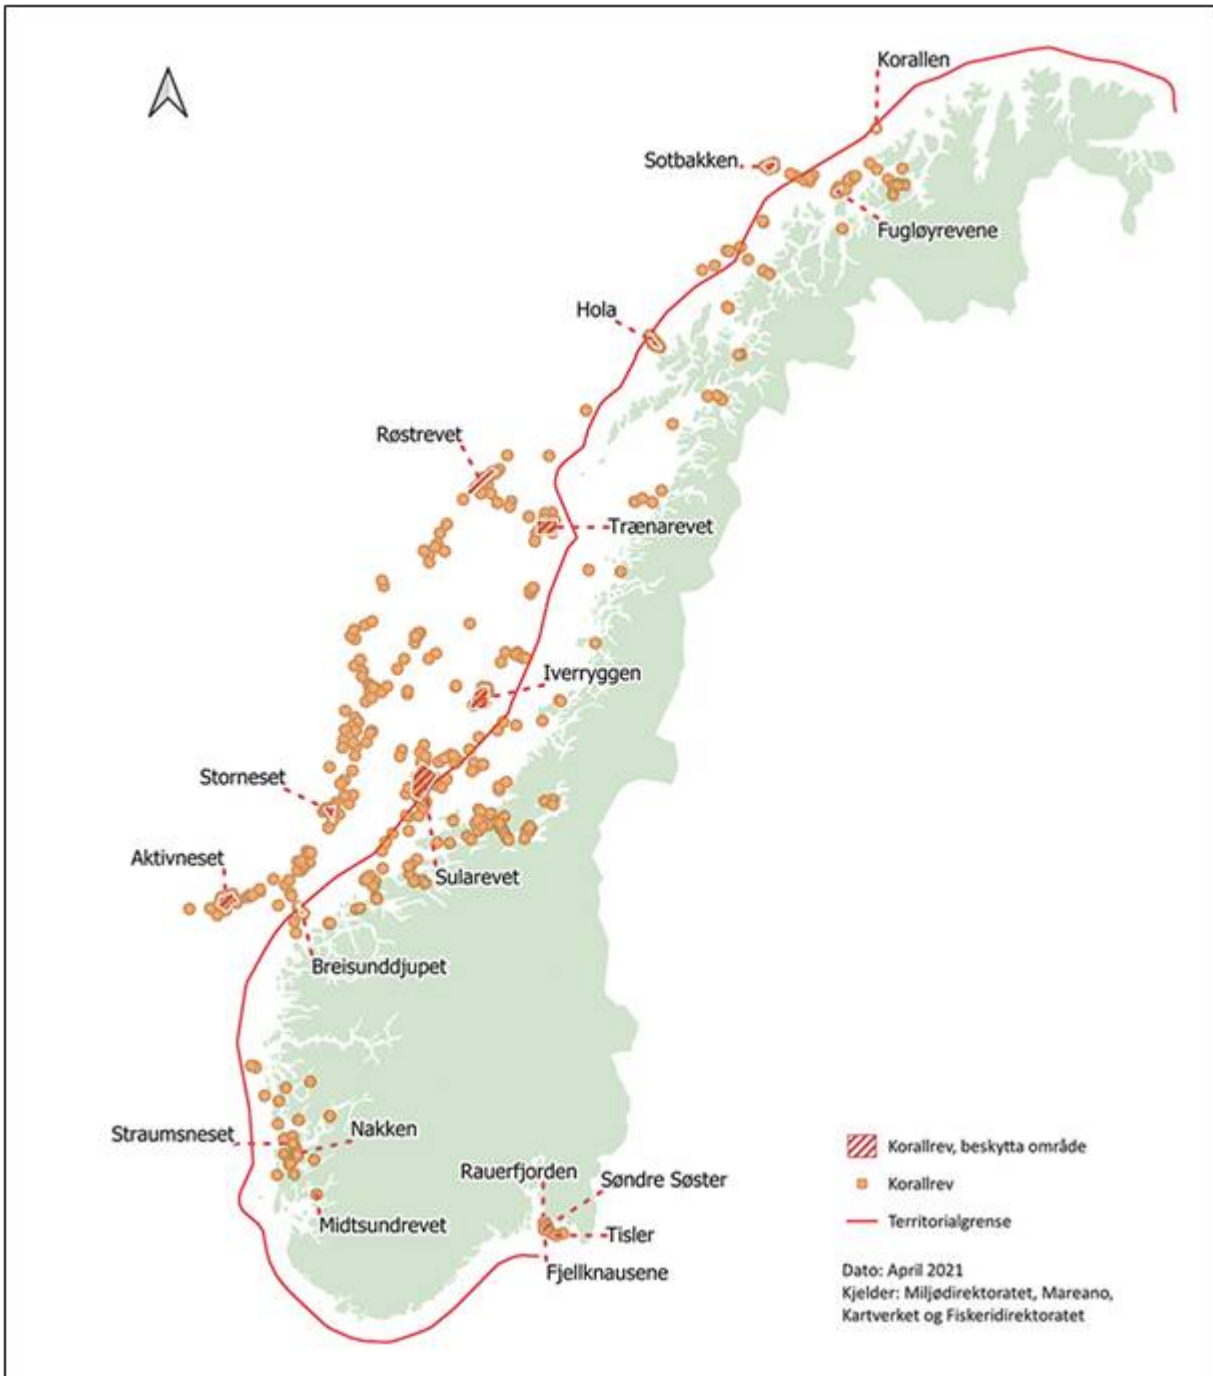 Korallen
Sotbakken
Fugløyrevene
Hola
Røstrevet
Trænarevet
Iverryggen
Storneset
Aktivneset
Sularevet
Breisunddjupet
Straumsneset
Nakken
Midtsundrevet
Rauerfjorden
Søndre Søster
Tisler
Fjellknausene
Korallrev, beskytta område
Korallrev
Territorialgrense
Dato: April 2021
Kjelder: Miljødirektoratet, Mareano,
Kartverket og Fiskeridirektoratet